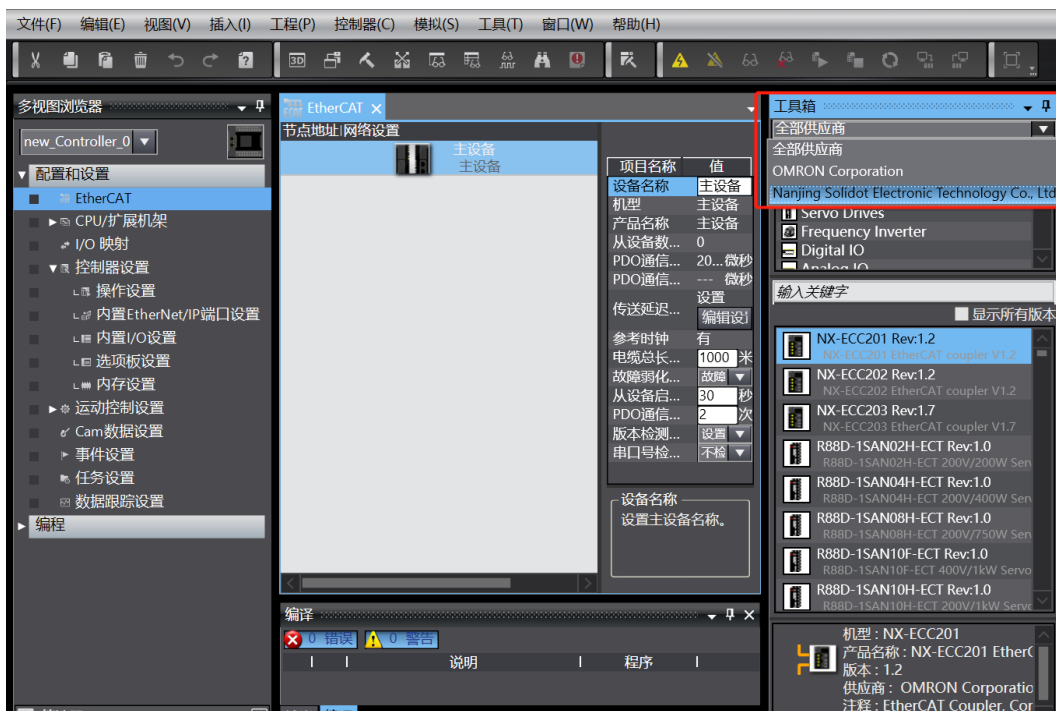 文件(F) 编辑(E) 视图(V) 插入(I) 工程(P) 控制器(C) 模拟(S) 工具(T) 窗口(W) 帮助(H)
3D
多视图浏览器
new_Controller_0
配置和设置
EtherCAT
CPU/扩展机架
I/O 映射
控制器设置
操作设置
内置EtherNet/IP端口设置
内置I/O设置
选项板设置
内存设置
运动控制设置
Cam数据设置
事件设置
任务设置
数据跟踪设置
编程
EtherCAT
节点地址|网络设置
主设备
主设备
项目名称 值
设备名称 主设备
机型 主设备
产品名称 主设备
从设备数... 0
PDO通信... 20...微秒
PDO通信... --- 微秒
传送延迟... 设置
编辑设
参考时钟 有
电缆总长... 1000 米
故障弱化... 故障
从设备启... 30 秒
PDO通信... 2 次
版本检测... 设置
串口号检... 不检
设备名称
设置主设备名称。
编译
0 错误 0 警告
说明 程序
工具箱
全部供应商
全部供应商
OMRON Corporation
Nanjing Solidot Electronic Technology Co., Ltd
Servo Drives
Frequency Inverter
Digital IO
Analog IO
输入关键字
显示所有版本
NX-ECC201 Rev:1.2
NX-ECC201 EtherCAT coupler V1.2
NX-ECC202 Rev:1.2
NX-ECC202 EtherCAT coupler V1.2
NX-ECC203 Rev:1.7
NX-ECC203 EtherCAT coupler V1.7
R88D-1SAN02H-ECT Rev:1.0
R88D-1SAN02H-ECT 200V/200W Ser
R88D-1SAN04H-ECT Rev:1.0
R88D-1SAN04H-ECT 200V/400W Ser
R88D-1SAN08H-ECT Rev:1.0
R88D-1SAN08H-ECT 200V/750W Ser
R88D-1SAN10F-ECT Rev:1.0
R88D-1SAN10F-ECT 400V/1kW Servo
R88D-1SAN10H-ECT Rev:1.0
R88D-1SAN10H-ECT 200V/1kW Servo
机型 : NX-ECC201
产品名称 : NX-ECC201 Ether
版本 : 1.2
供应商 : OMRON Corporatio
注释 : EtherCAT Coupler, Cor